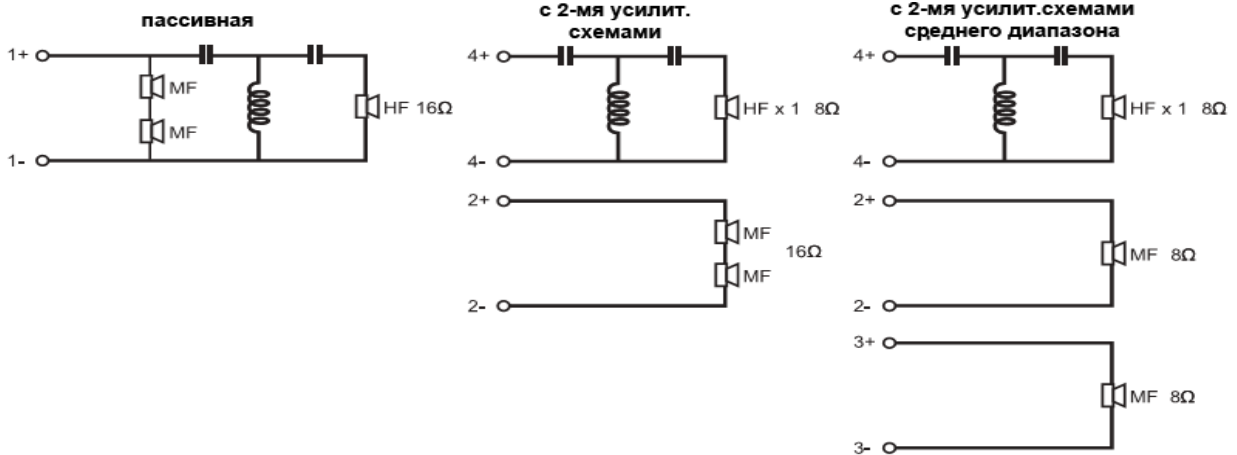 пассивная
1+
MF
MF
HF 16Ω
1-
с 2-мя усилит.
схемами
4+
HF x 1 8Ω
4-
2+
MF
16Ω
MF
2-
с 2-мя усилит.схемами
среднего диапазона
4+
HF x 1 8Ω
4-
2+
MF 8Ω
2-
3+
MF 8Ω
3-